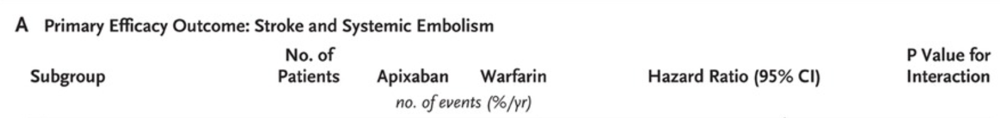 A Primary Efficacy Outcome: Stroke and Systemic Embolism
No. of P Value for
Subgroup Patients Apixaban Warfarin Hazard Ratio (95% CI) Interaction
no. of events (%/yr)